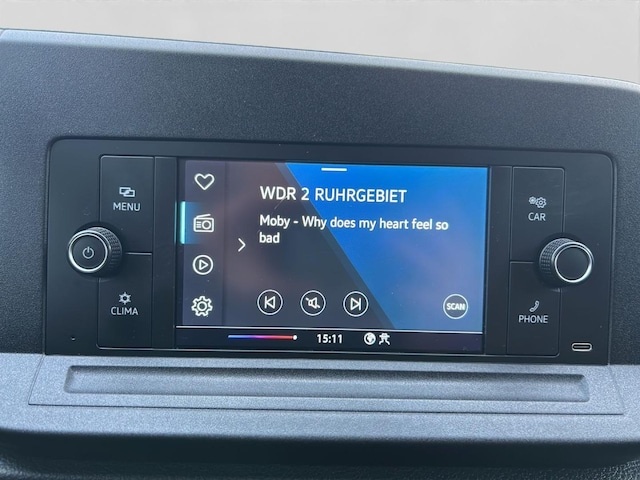 MENU
CLIMA
WDR 2 RUHRGEBIET
Moby - Why does my heart feel so
bad
SCAN
15:11
CAR
PHONE